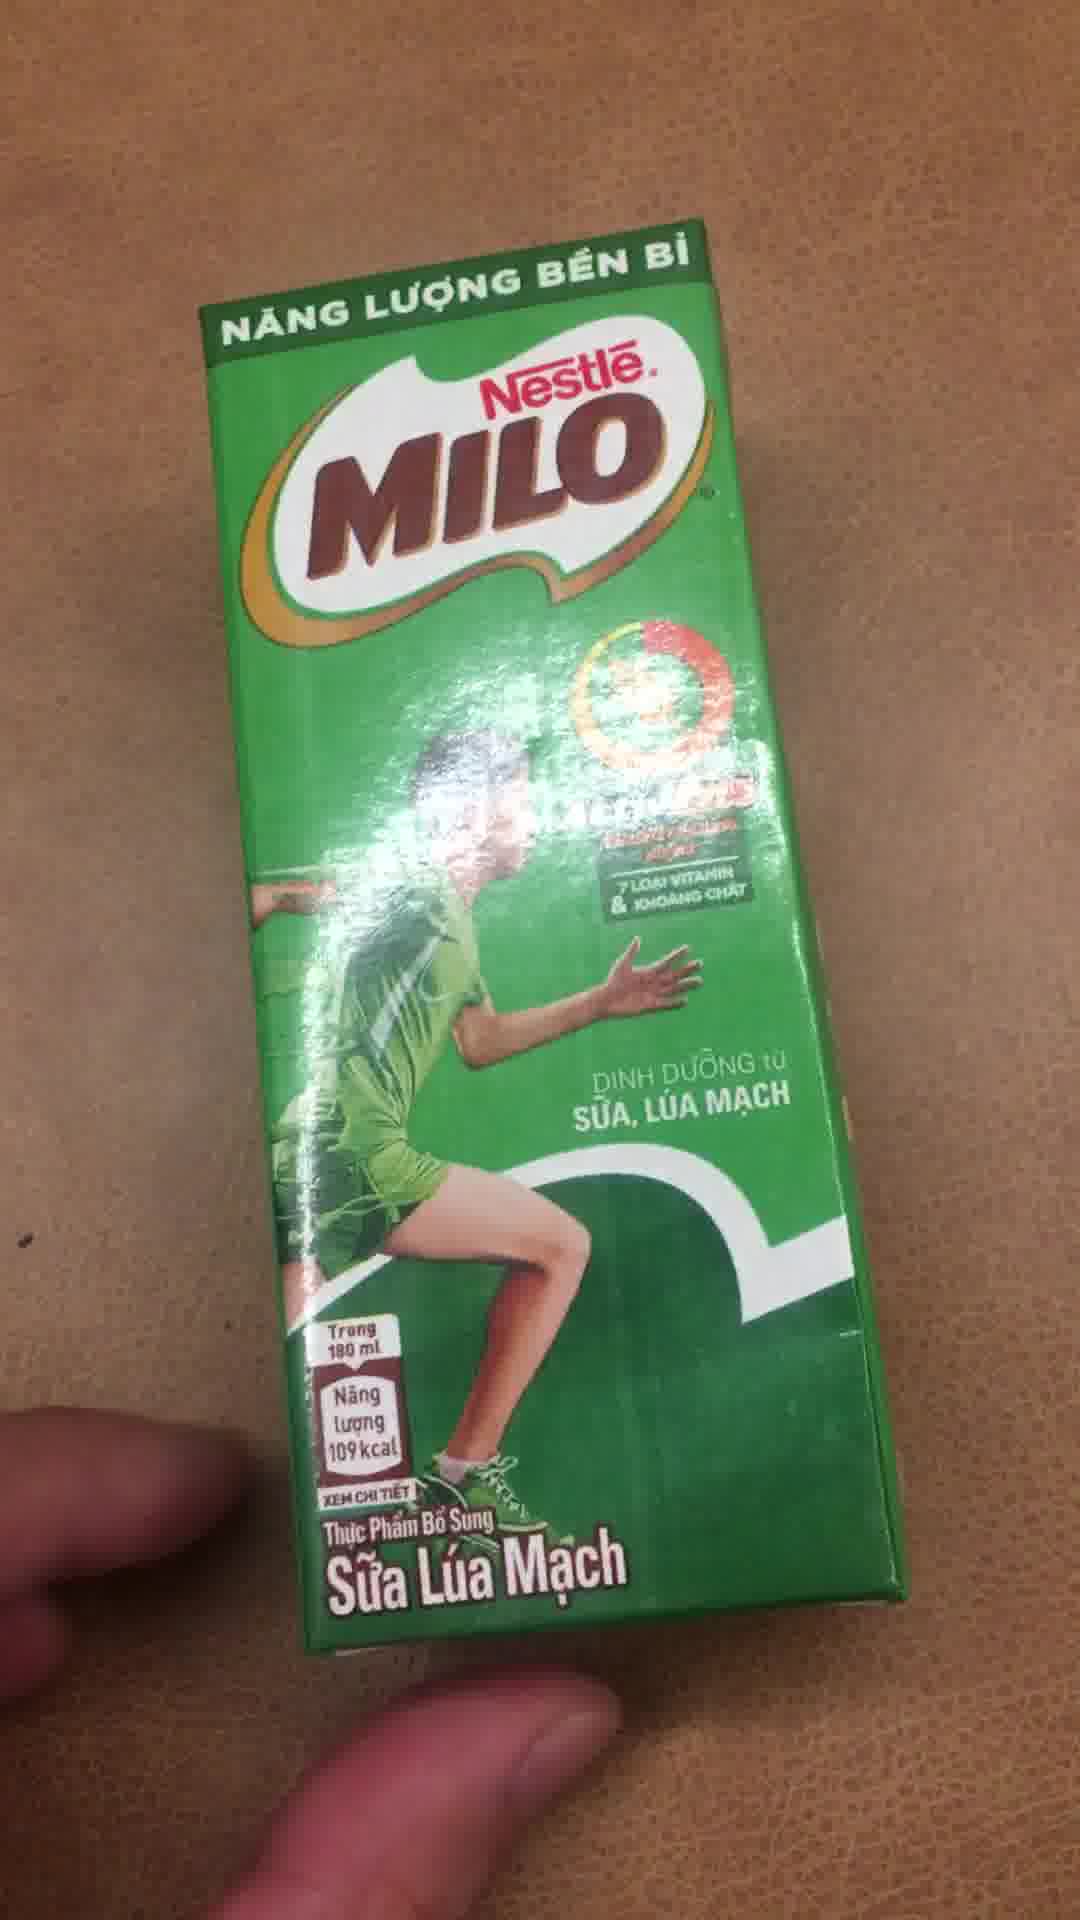 NĂNG LƯỢNG BỀN BỈ
Nestlé
MILO
7 LOẠI VITAMIN
& KHOÁNG CHẤT
DINH DƯỠNG từ
SỮA, LÚA MẠCH
Trong
180 ml
Năng
lượng
109 kcal
XEM CHI TIẾT
Thực Phẩm Bổ Sung
Sữa Lúa Mạch